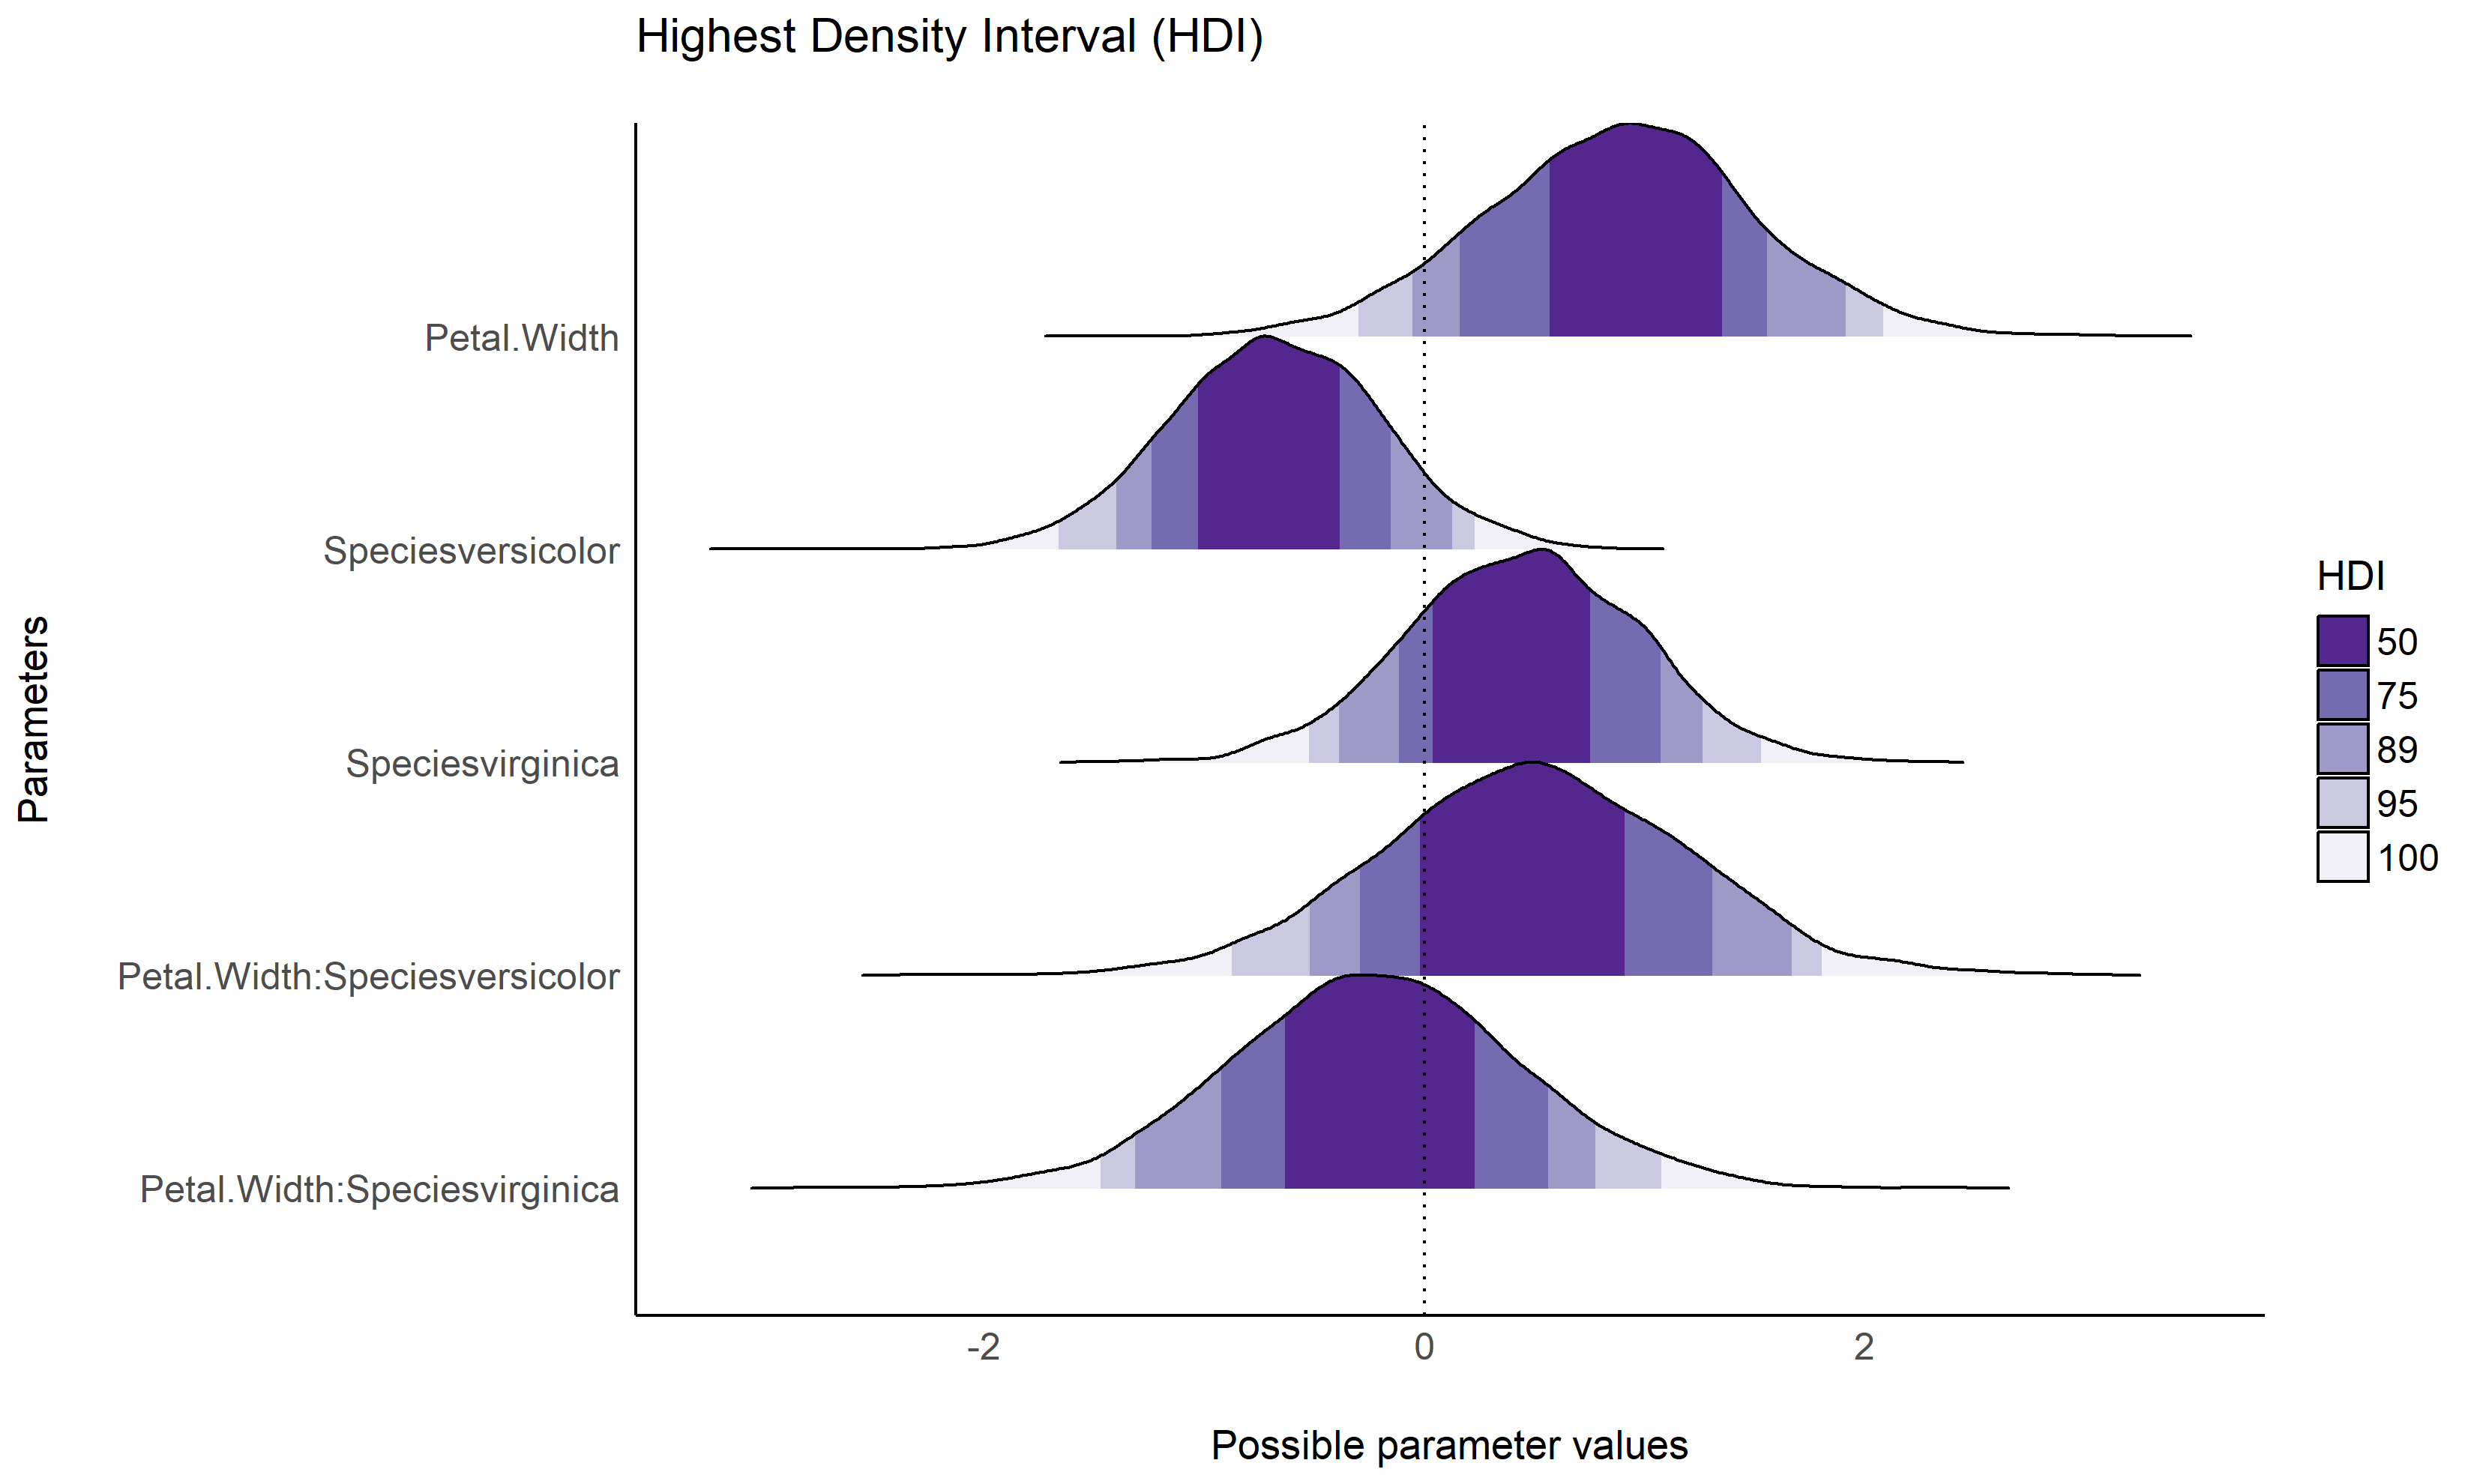 Highest Density Interval (HDI)
Parameters
Petal.Width
Speciesversicolor
Speciesvirginica
Petal.Width:Speciesversicolor
Petal.Width:Speciesvirginica
-2
0
2
Possible parameter values
HDI
50
75
89
95
100